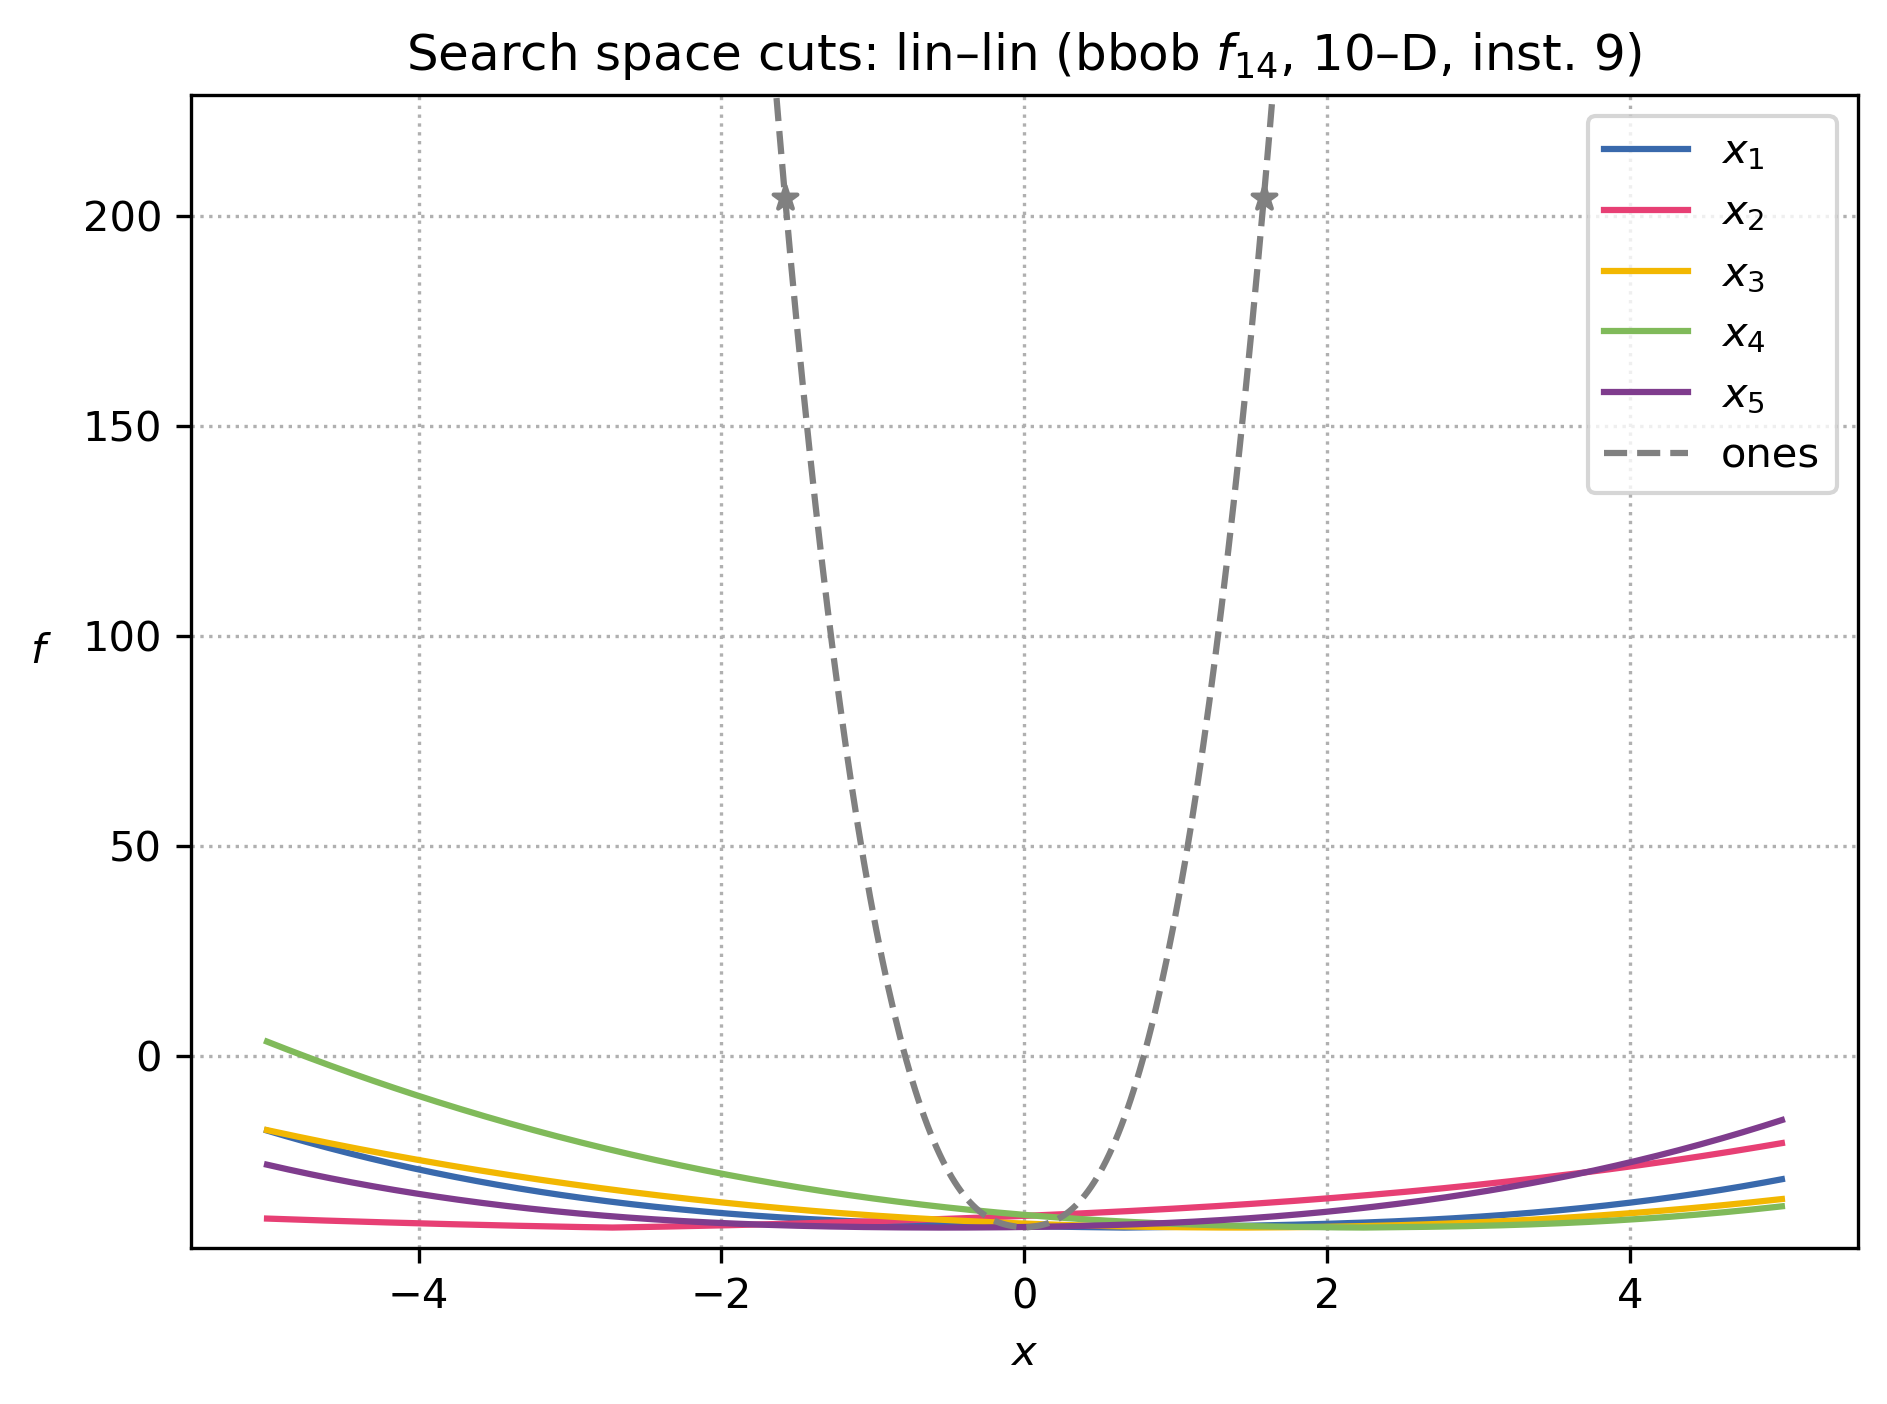 Search space cuts: lin–lin (bbob f14, 10–D, inst. 9)
200
150
100
50
0
f
−4
−2
0
2
4
x
x1
x2
x3
x4
x5
ones